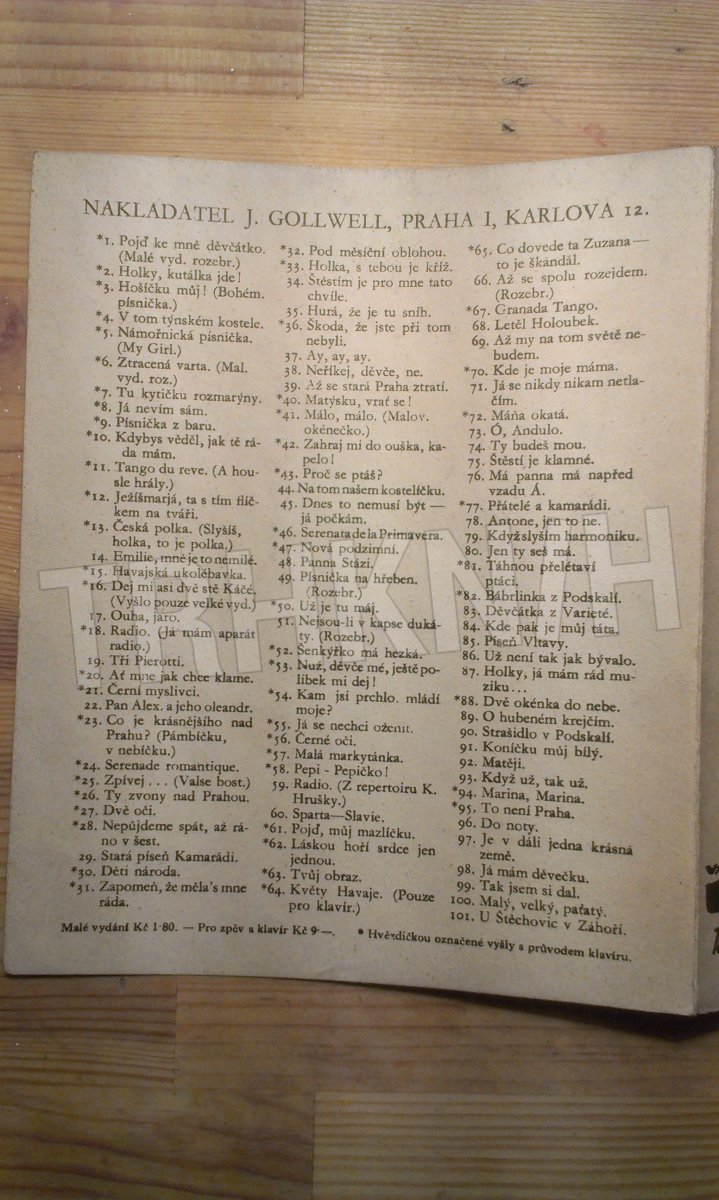 NAKLADATEL J. GOLLWELL, PRAHA I, KARLOVA 12.
*1. Pojď ke mně děvčátko.
(Malé vyd. rozebr.)
*2. Holky, kutálka jde!
*3. Hošíčku můj! (Bohém.
písnička.)
*4. V tom týnském kostele.
*5. Námořnická písnička.
(My Girl.)
*6. Ztracená varta. (Mal.
vyd. roz.)
*7. Tu kytičku rozmarýny.
*8. Já nevím sám.
*9. Písnička z baru.
*10. Kdybys věděl, jak tě rá-
da mám.
*11. Tango du reve. (A hou-
sle hrály.)
*12. Ježíšmarjá, ta s tím flíč-
kem na tváři.
*13. Česká polka. (Slyšíš,
holka, to je polka.)
14. Emilie, mně je to nemilé.
*15. Havajská ukolébavka.
*16. Dej mi asi dvě stě Káčé.
(Vyšlo pouze velké vyd.)
17. Ouha, járo.
*18. Radio. (Já mám aparát
radio.)
19. Tři Pierotti.
*20. Ať mne jak chce klame.
*21. Černí myslivci.
22. Pan Alex. a jeho oleandr.
*23. Co je krásnějšího nad
Prahu? (Pámbíčku,
v nebíčku.)
*24. Serenade romantique.
*25. Zpívej . . . (Valse bost.)
*26. Ty zvony nad Prahou.
*27. Dvě oči.
*28. Nepůjdeme spát, až rá-
no v šest.
29. Stará píseň Kamarádi.
*30. Děti národa.
*31. Zapomeň, že měla's mne
ráda.
*32. Pod měsíční oblohou.
*33. Holka, s tebou je kříž.
34. Štěstím je pro mne tato
chvíle.
35. Hurá, že je tu sníh.
*36. Škoda, že jste při tom
nebyli.
37. Ay, ay, ay.
38. Neříkej, děvče, ne.
39. Až se stará Praha ztratí.
*40. Matýsku, vrať se!
*41. Málo, málo. (Malov.
okénečko.)
*42. Zahraj mi do ouška, ka-
pelo!
*43. Proč se ptáš?
44. Na tom našem kostelíčku.
45. Dnes to nemusí být —
já počkám.
*46. Serenata de la Primavera.
*47. Nová podzimní.
48. Panna Stázi.
49. Písnička na hřeben.
(Rozebr.)
*50. Už je tu máj.
51. Nejsou-li v kapse duká-
ty. (Rozebr.)
*52. Šenkýřko má hezká.
*53. Nuž, děvče mé, ještě po-
líbek mi dej!
*54. Kam jsi prchlo, mládí
moje?
*55. Já se nechci oženit.
*56. Černé oči.
*57. Malá markytánka.
*58. Pepi - Pepičko!
59. Radio. (Z repertoiru K.
Hrušky.)
60. Sparta—Slavie.
*61. Pojď, můj mazlíčku.
*62. Láskou hoří srdce jen
jednou.
*63. Tvůj obraz.
*64. Květy Havaje. (Pouze
pro klavír.)
*65. Co dovede ta Zuzana—
to je škandál.
66. Až se spolu rozejdem.
(Rozebr.)
*67. Granada Tango.
68. Letěl Holoubek.
69. Až my na tom světě ne-
budem.
*70. Kde je moje máma.
71. Já se nikdy nikam netla-
čím.
*72. Máňa okatá.
73. Ó, Andulo.
74. Ty budeš mou.
75. Štěstí je klamné.
76. Má panna má napřed
vzadu Á.
*77. Přátelé a kamarádi.
78. Antone, jen to ne.
79. Když slyším harmoniku.
80. Jen ty seš má.
*81. Táhnou přelétaví
ptáci.
*82. Bábrlinka z Podskalí.
83. Děvčátka z Varieté.
*84. Kde pak je můj táta.
85. Píseň Vltavy.
86. Už není tak jak bývalo.
87. Holky, já mám rád mu-
ziku...
*88. Dvě okénka do nebe.
89. O hubeném krejčím.
90. Strašidlo v Podskalí.
91. Koníčku můj bílý.
92. Matěji.
93. Když už, tak už.
*94. Marina, Marina.
*95. To není Praha.
96. Do noty.
97. Je v dáli jedna krásná
země.
98. Já mám děvečku.
99. Tak jsem si dal.
100. Malý, velký, paťatý.
101. U Štěchovic v Záhoří.
Malé vydání Kč 1·80. — Pro zpěv a klavír Kč 9·—. * Hvězdičkou označené vyšly s průvodem klavíru.